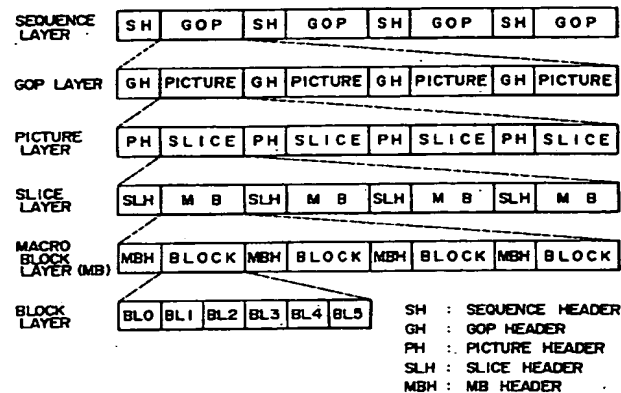 SEQUENCE LAYER SH GOP SH GOP SH GOP SH GOP
GOP LAYER GH PICTURE GH PICTURE GH PICTURE GH PICTURE
PICTURE LAYER PH SLICE PH SLICE PH SLICE PH SLICE
SLICE LAYER SLH M B SLH M B SLH M B SLH M B
MACRO BLOCK LAYER (MB) MBH BLOCK MBH BLOCK MBH BLOCK MBH BLOCK
BLOCK LAYER BL0 BL1 BL2 BL3 BL4 BL5
SH : SEQUENCE HEADER
GH : GOP HEADER
PH : PICTURE HEADER
SLH : SLICE HEADER
MBH : MB HEADER